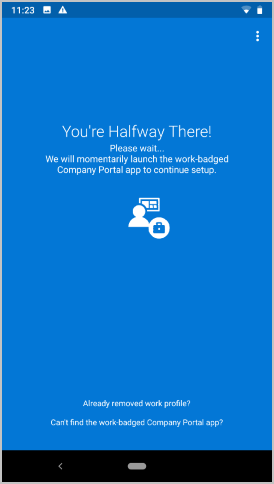 11:23
You're Halfway There!
Please wait...
We will momentarily launch the work-badged
Company Portal app to continue setup.
Already removed work profile?
Can't find the work-badged Company Portal app?